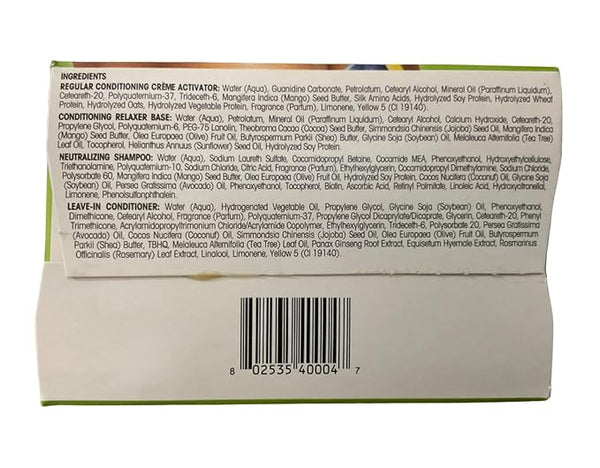 INGREDIENTS
REGULAR CONDITIONING CRÈME ACTIVATOR: Water (Aqua), Guanidine Carbonate, Petrolatum, Cetearyl Alcohol, Mineral Oil (Paraffinum Liquidum),
Ceteareth-20, Polyquaternium-37, Trideceth-6, Mangifera Indica (Mango) Seed Butter, Silk Amino Acids, Hydrolyzed Soy Protein, Hydrolyzed Wheat
Protein, Hydrolyzed Oats, Hydrolyzed Vegetable Protein, Fragrance (Parfum), Limonene, Yellow 5 (CI 19140).
CONDITIONING RELAXER BASE: Water (Aqua), Petrolatum, Mineral Oil (Paraffinum Liquidum), Cetearyl Alcohol, Calcium Hydroxide, Ceteareth-20,
Propylene Glycol, Polyquaternium-6, PEG-75 Lanolin, Theobroma Cacao (Cocoa) Seed Butter, Simmondsia Chinensis (Jojoba) Seed Oil, Mangifera Indica
(Mango) Seed Butter, Olea Europaea (Olive) Fruit Oil, Butyrospermum Parkii (Shea) Butter, Glycine Soja (Soybean) Oil, Melaleuca Alternifolia (Tea Tree)
Leaf Oil, Tocopherol, Helianthus Annuus (Sunflower) Seed Oil, Hydrolyzed Soy Protein.
NEUTRALIZING SHAMPOO: Water (Aqua), Sodium Laureth Sulfate, Cocamidopropyl Betaine, Cocamide MEA, Phenoxyethanol, Hydroxyethylcellulose,
Triethanolamine, Polyquaternium-10, Sodium Chloride, Citric Acid, Fragrance (Parfum), Ethylhexylglycerin, Cocamidopropyl Dimethylamine, Sodium Chloride,
Polysorbate 60, Mangifera Indica (Mango) Seed Butter, Olea Europaea (Olive) Fruit Oil, Hydrolyzed Soy Protein, Cocos Nucifera (Coconut) Oil, Glycine Soja
(Soybean) Oil, Persea Gratissima (Avocado) Oil, Phenoxyethanol, Tocopherol, Biotin, Ascorbic Acid, Retinyl Palmitate, Linoleic Acid, Hydroxycitronellal,
Limonene, Phenolsulfonphthalein.
LEAVE-IN CONDITIONER: Water (Aqua), Hydrogenated Vegetable Oil, Propylene Glycol, Glycine Soja (Soybean) Oil, Phenoxyethanol,
Dimethicone, Cetearyl Alcohol, Fragrance (Parfum), Polyquaternium-37, Propylene Glycol Dicaprylate/Dicaprate, Glycerin, Ceteareth-20, Phenyl
Trimethicone, Acrylamidopropyltrimonium Chloride/Acrylamide Copolymer, Ethylhexylglycerin, Trideceth-6, Polysorbate 20, Persea Gratissima
(Avocado) Oil, Cocos Nucifera (Coconut) Oil, Simmondsia Chinensis (Jojoba) Seed Oil, Olea Europaea (Olive) Fruit Oil, Butyrospermum
Parkii (Shea) Butter, TBHQ, Melaleuca Alternifolia (Tea Tree) Leaf Oil, Panax Ginseng Root Extract, Equisetum Hyemale Extract, Rosmarinus
Officinalis (Rosemary) Leaf Extract, Linalool, Limonene, Yellow 5 (CI 19140).
8 02535 40004 7